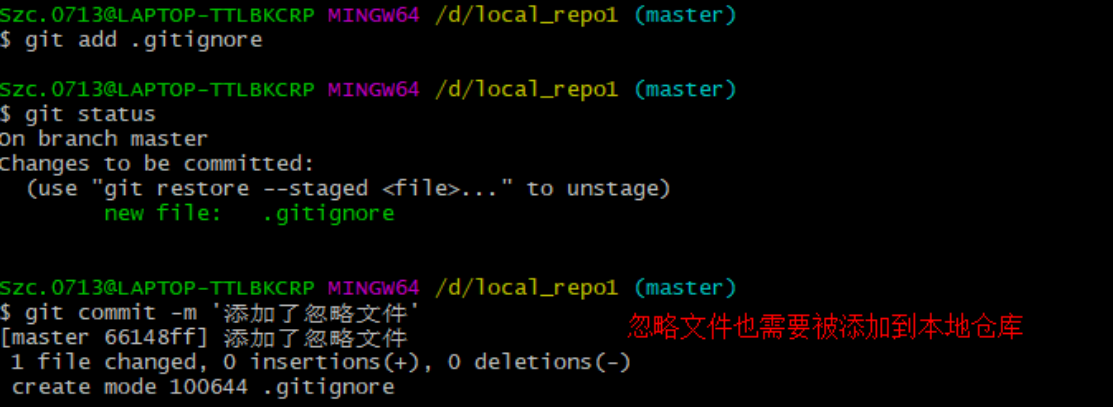 Szc.0713@LAPTOP-TTLBKCRP MINGW64 /d/local_repo1 (master)
$ git add .gitignore
Szc.0713@LAPTOP-TTLBKCRP MINGW64 /d/local_repo1 (master)
$ git status
On branch master
Changes to be committed:
  (use "git restore --staged <file>..." to unstage)
        new file:   .gitignore
Szc.0713@LAPTOP-TTLBKCRP MINGW64 /d/local_repo1 (master)
$ git commit -m '添加了忽略文件'
忽略文件也需要被添加到本地仓库
[master 66148ff] 添加了忽略文件
 1 file changed, 0 insertions(+), 0 deletions(-)
 create mode 100644 .gitignore